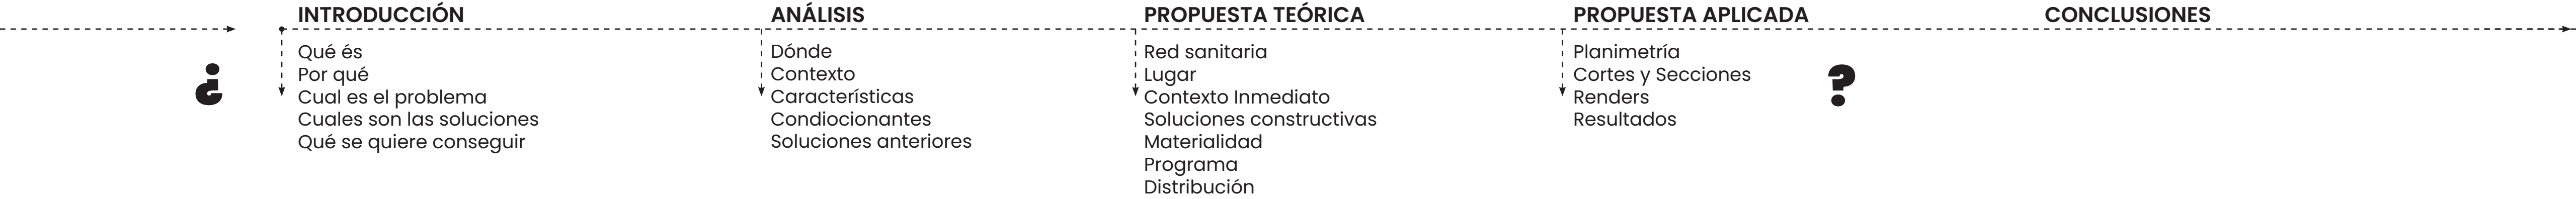 INTRODUCCIÓN
¿
Qué és
Por qué
Cual es el problema
Cuales son las soluciones
Qué se quiere conseguir
ANÁLISIS
Dónde
Contexto
Características
Condiocionantes
Soluciones anteriores
PROPUESTA TEÓRICA
Red sanitaria
Lugar
Contexto Inmediato
Soluciones constructivas
Materialidad
Programa
Distribución
PROPUESTA APLICADA
Planimetría
Cortes y Secciones
Renders
Resultados
?
CONCLUSIONES